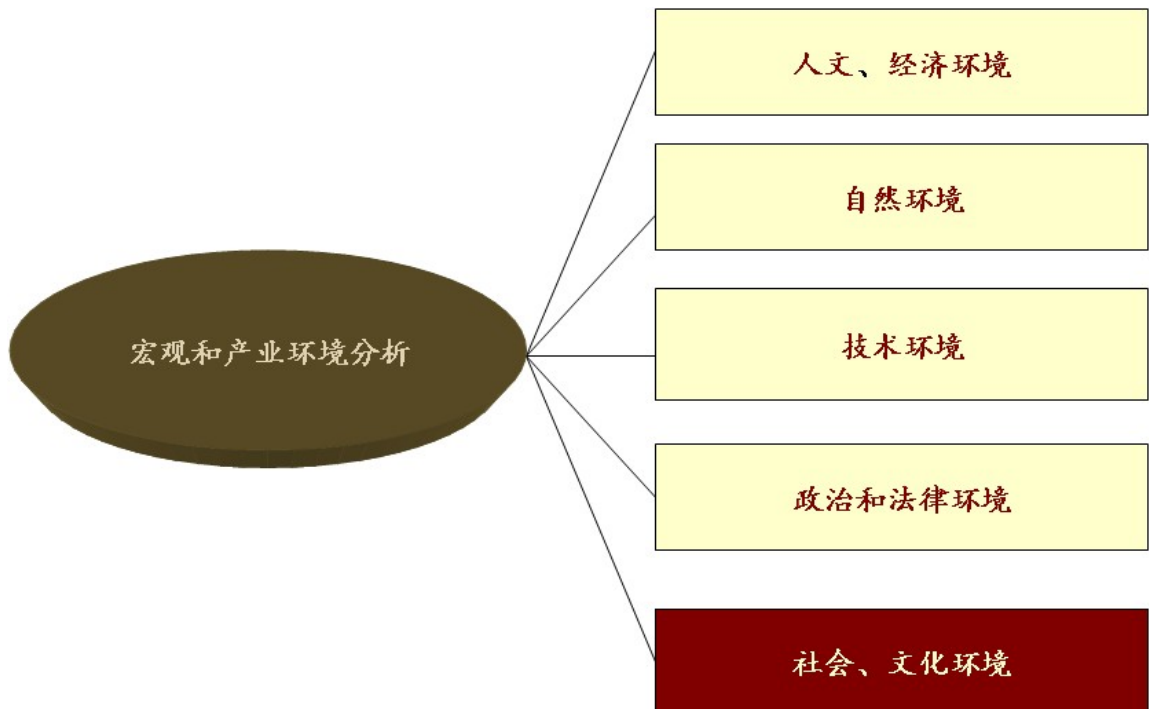 人文、经济环境
自然环境
宏观和产业环境分析
技术环境
政治和法律环境
社会、文化环境